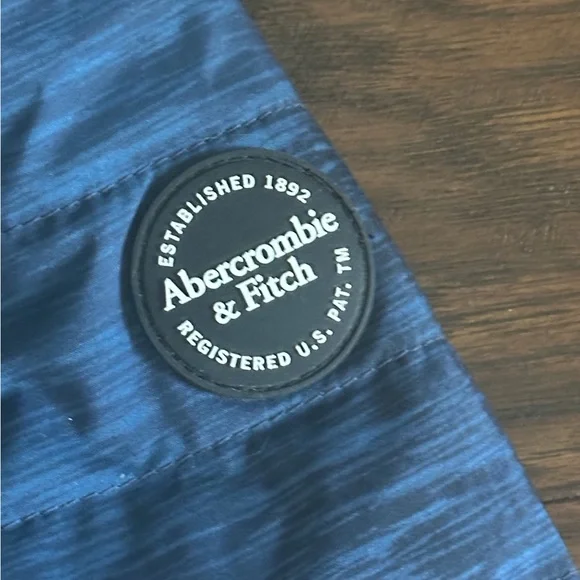 ESTABLISHED 1892
Abercrombie
& Fitch
REGISTERED U.S. PAT. TM